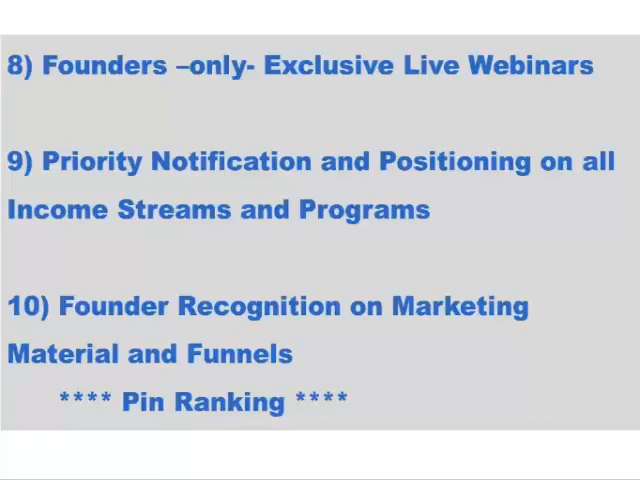 8) Founders –only- Exclusive Live Webinars
9) Priority Notification and Positioning on all
Income Streams and Programs
10) Founder Recognition on Marketing
Material and Funnels
**** Pin Ranking ****